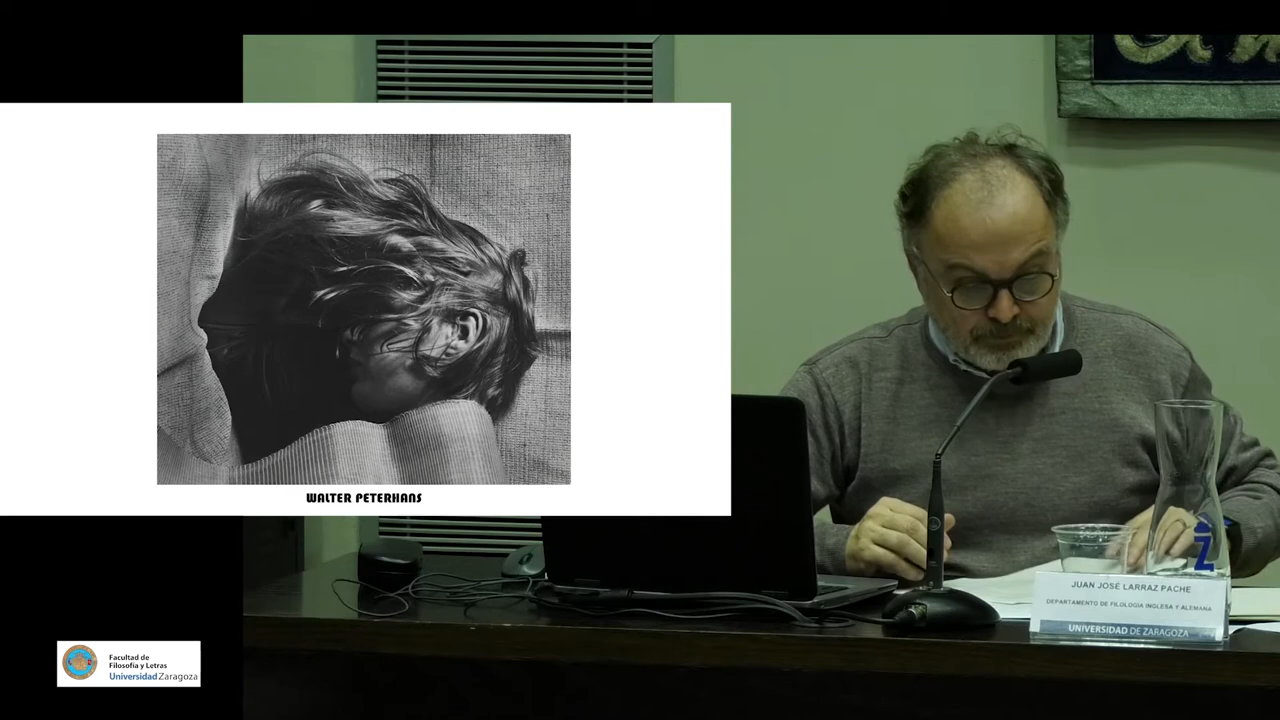 WALTER PETERHANS
JUAN JOSÉ LARRAZ PACHE
DEPARTAMENTO DE FILOLOGÍA INGLESA Y ALEMANA
UNIVERSIDAD DE ZARAGOZA
Facultad de
Filosofía y Letras
Universidad Zaragoza